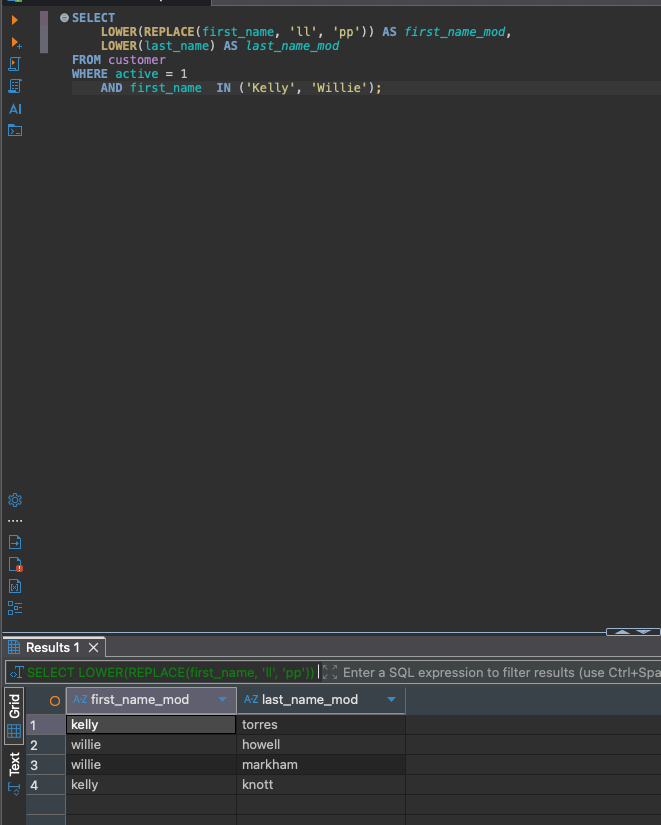 SELECT
LOWER(REPLACE(first_name, 'll', 'pp')) AS first_name_mod,
LOWER(last_name) AS last_name_mod
FROM customer
WHERE active = 1
AND first_name  IN ('Kelly', 'Willie');
AI
Results 1
SELECT LOWER(REPLACE(first_name, 'll', 'pp')) Enter a SQL expression to filter results (use Ctrl+Spa
Grid
Text
A-Z first_name_mod A-Z last_name_mod
1 kelly torres
2 willie howell
3 willie markham
4 kelly knott